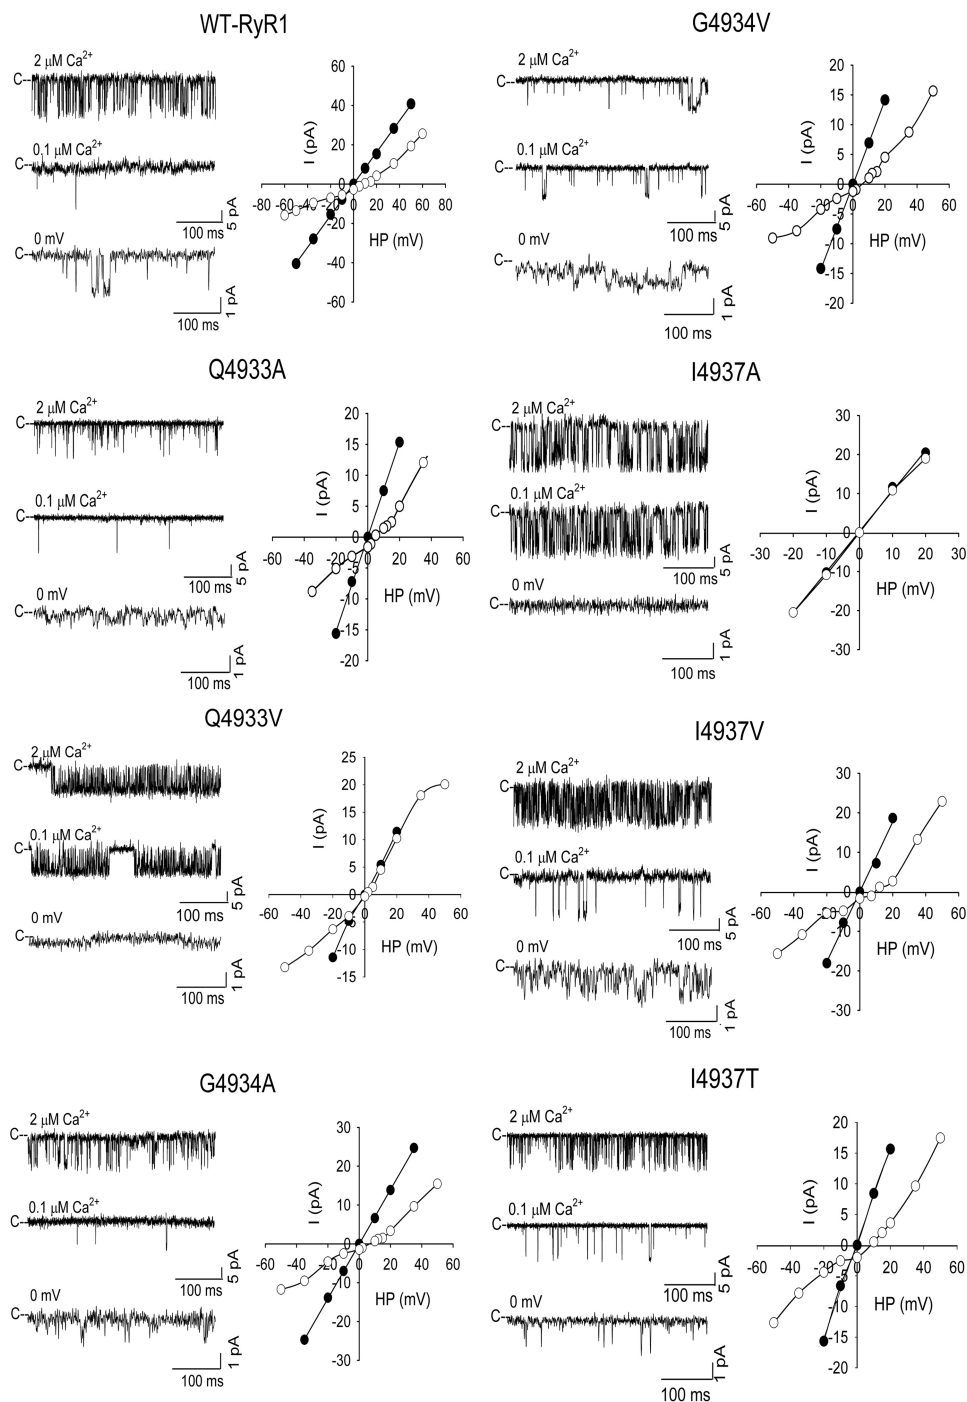 WT-RyR1
2 μM Ca2+
C--
0.1 μM Ca2+
C--
5 pA
100 ms
0 mV
C--
1 pA
100 ms
I (pA)
60
40
20
0
-20
-40
-60
-80 -60 -40 -20 0 20 40 60 80
HP (mV)
G4934V
2 μM Ca2+
C--
0.1 μM Ca2+
C--
5 pA
100 ms
0 mV
C--
1 pA
100 ms
I (pA)
20
15
10
5
0
-5
-10
-15
-20
-60 -40 -20 0 20 40 60
HP (mV)
Q4933A
2 μM Ca2+
C--
0.1 μM Ca2+
C--
5 pA
100 ms
0 mV
C--
1 pA
100 ms
I (pA)
20
15
10
5
0
-5
-10
-15
-20
-60 -40 -20 0 20 40 60
HP (mV)
I4937A
2 μM Ca2+
C--
0.1 μM Ca2+
C--
5 pA
100 ms
0 mV
C--
1 pA
100 ms
I (pA)
30
20
10
0
-10
-20
-30
-30 -20 -10 0 10 20 30
HP (mV)
Q4933V
2 μM Ca2+
C--
0.1 μM Ca2+
C--
5 pA
100 ms
0 mV
C--
1 pA
100 ms
I (pA)
25
20
15
10
5
0
-5
-10
-15
-60 -40 -20 0 20 40 60
HP (mV)
I4937V
2 μM Ca2+
C--
0.1 μM Ca2+
C--
5 pA
100 ms
0 mV
C--
1 pA
100 ms
I (pA)
30
20
10
0
-10
-20
-30
-60 -40 -20 0 20 40 60
HP (mV)
G4934A
2 μM Ca2+
C--
0.1 μM Ca2+
C--
5 pA
100 ms
0 mV
C--
1 pA
100 ms
I (pA)
30
20
10
0
-10
-20
-30
-60 -40 -20 0 20 40 60
HP (mV)
I4937T
2 μM Ca2+
C--
0.1 μM Ca2+
C--
5 pA
100 ms
0 mV
C--
1 pA
100 ms
I (pA)
20
15
10
5
0
-5
-10
-15
-20
-60 -40 -20 0 20 40 60
HP (mV)